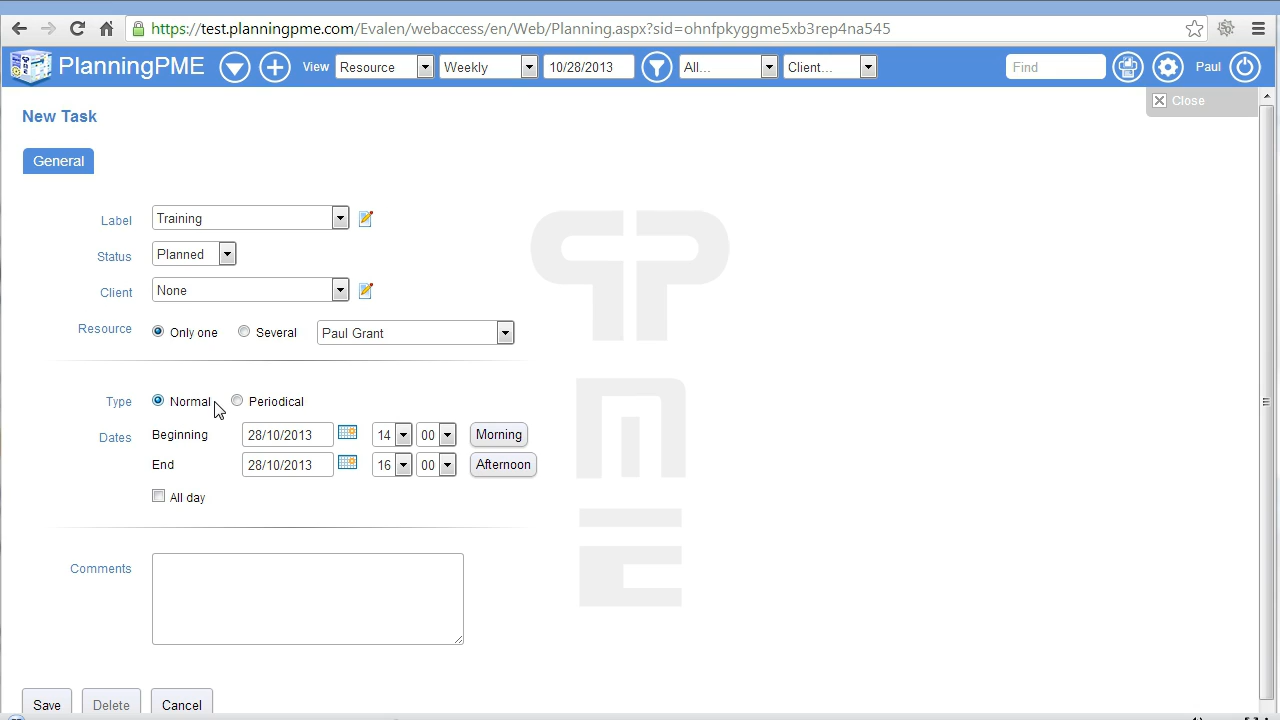 https://test.planningpme.com/Evalen/webaccess/en/Web/Planning.aspx?sid=ohnfpkyggme5xb3rep4na545
PlanningPME View Resource Weekly 10/28/2013 All... Client... Find Paul
Close
New Task
General
Label Training
Status Planned
Client None
Resource Only one Several Paul Grant
Type Normal Periodical
Dates Beginning 28/10/2013 14 00 Morning
End 28/10/2013 16 00 Afternoon
All day
Comments
Save Delete Cancel
PME